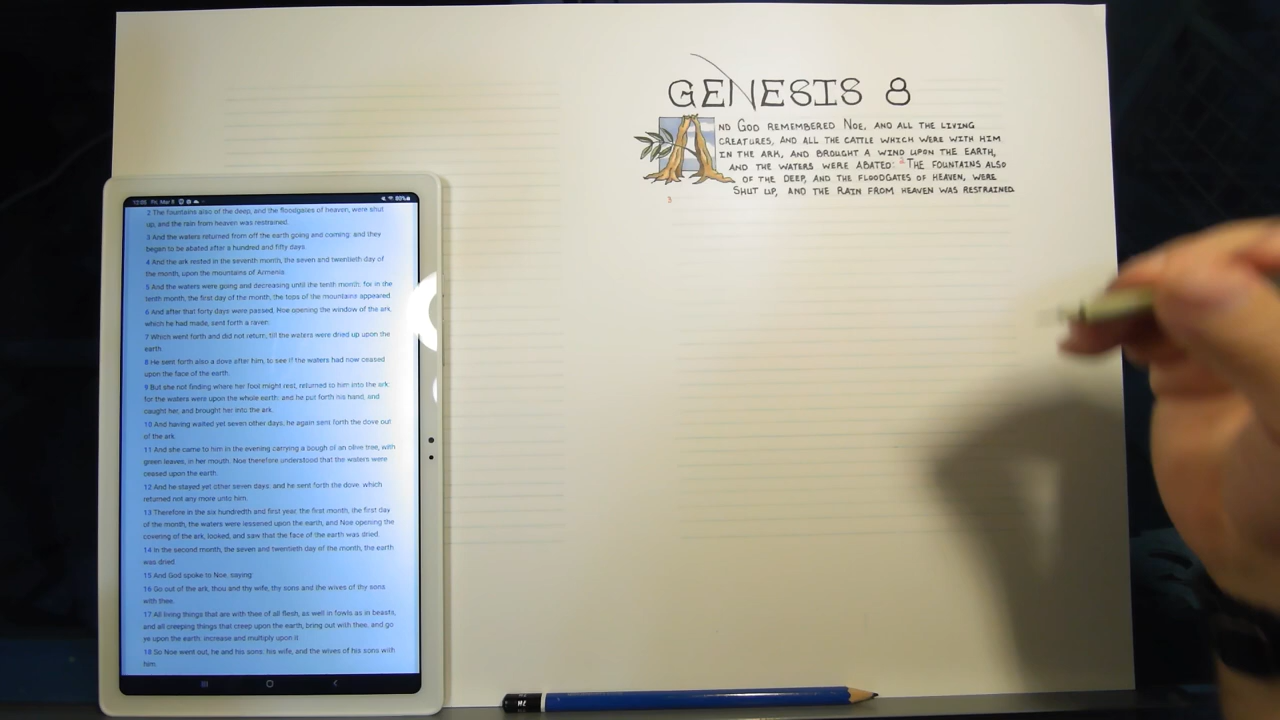 12:05 Fri, Mar 8
80%
2 The fountains also of the deep, and the floodgates of heaven, were shut
up, and the rain from heaven was restrained.
3 And the waters returned from off the earth going and coming: and they
began to be abated after a hundred and fifty days.
4 And the ark rested in the seventh month, the seven and twentieth day of
the month, upon the mountains of Armenia.
5 And the waters were going and decreasing until the tenth month: for in the
tenth month, the first day of the month, the tops of the mountains appeared.
6 And after that forty days were passed, Noe opening the window of the ark,
which he had made, sent forth a raven:
7 Which went forth and did not return, till the waters were dried up upon the
earth.
8 He sent forth also a dove after him, to see if the waters had now ceased
upon the face of the earth.
9 But she not finding where her foot might rest, returned to him into the ark:
for the waters were upon the whole earth: and he put forth his hand, and
caught her, and brought her into the ark.
10 And having waited yet seven other days, he again sent forth the dove out
of the ark.
11 And she came to him in the evening carrying a bough of an olive tree, with
green leaves, in her mouth. Noe therefore understood that the waters were
ceased upon the earth.
12 And he stayed yet other seven days: and he sent forth the dove, which
returned not any more unto him.
13 Therefore in the six hundredth and first year, the first month, the first day
of the month, the waters were lessened upon the earth, and Noe opening the
covering of the ark, looked, and saw that the face of the earth was dried.
14 In the second month, the seven and twentieth day of the month, the earth
was dried.
15 And God spoke to Noe, saying:
16 Go out of the ark, thou and thy wife, thy sons and the wives of thy sons
with thee.
17 All living things that are with thee of all flesh, as well in fowls as in beasts,
and all creeping things that creep upon the earth, bring out with thee, and go
ye upon the earth: increase and multiply upon it.
18 So Noe went out, he and his sons: his wife, and the wives of his sons with
him.
GENESIS 8
AND GOD REMEMBERED NOE, AND ALL THE LIVING
CREATURES, AND ALL THE CATTLE WHICH WERE WITH HIM
IN THE ARK, AND BROUGHT A WIND UPON THE EARTH,
AND THE WATERS WERE ABATED: 2 THE FOUNTAINS ALSO
OF THE DEEP, AND THE FLOODGATES OF HEAVEN, WERE
SHUT UP, AND THE RAIN FROM HEAVEN WAS RESTRAINED
3